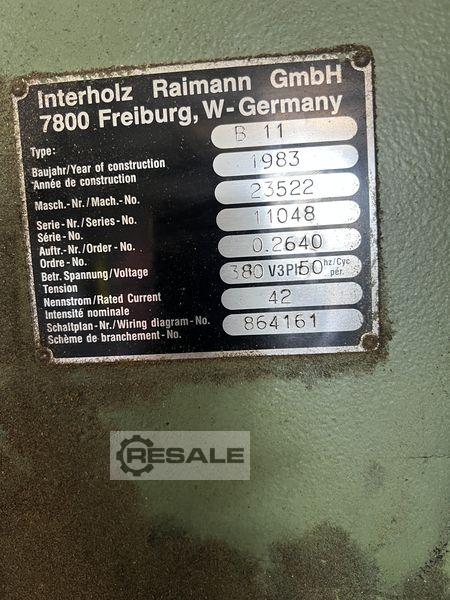 Interholz Raimann GmbH
7800 Freiburg, W-Germany
Type: B 11
Baujahr/Year of construction 1983
Année de construction
Masch.-Nr./Mach.-No. 23522
Serie-Nr./Series-No. 11048
Série-No.
Auftr.-Nr./Order-No. 0.2640
Ordre-No.
Betr. Spannung/Voltage 380 V3PH50 hz/Cyc
Tension pér.
Nennstrom/Rated Current 42
Intensité nominale
Schaltplan-Nr./Wiring diagram-No. 864161
Schéme de branchement-No.
RESALE